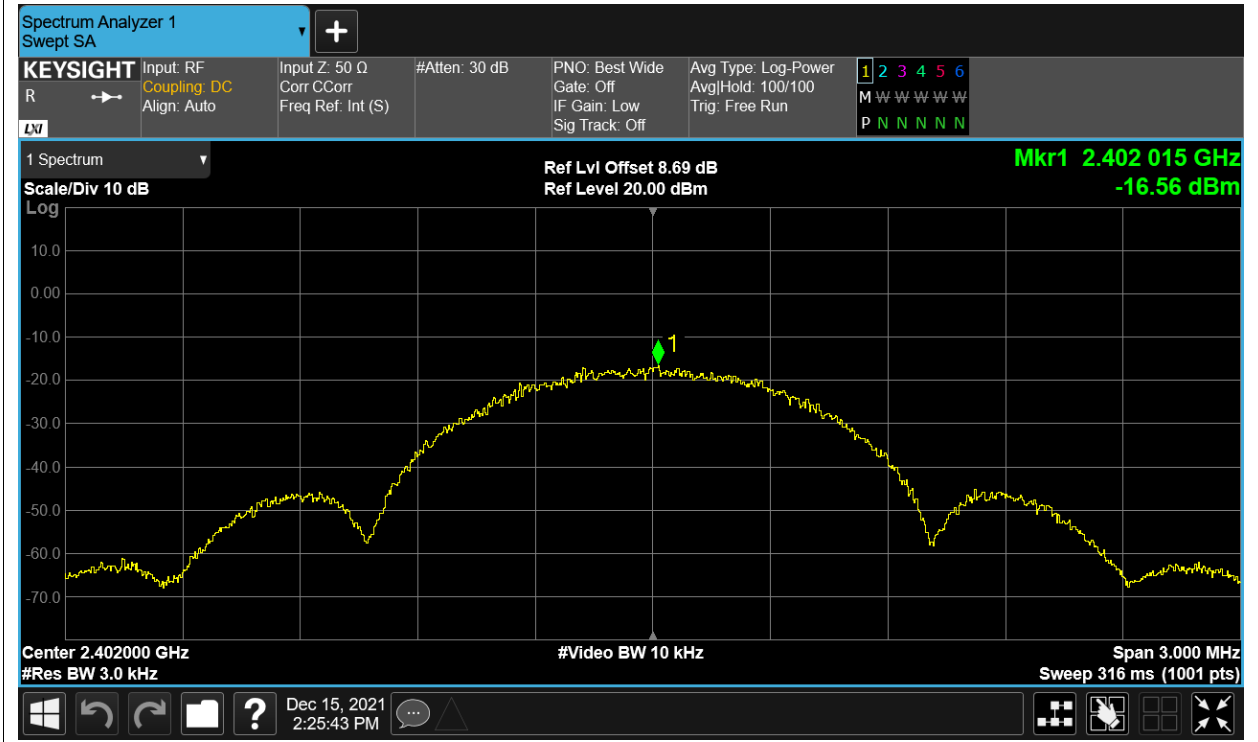 Spectrum Analyzer 1
Swept SA
+
KEYSIGHT
R
LXI
Input: RF
Coupling: DC
Align: Auto
Input Z: 50 Ω
Corr CCorr
Freq Ref: Int (S)
#Atten: 30 dB
PNO: Best Wide
Gate: Off
IF Gain: Low
Sig Track: Off
Avg Type: Log-Power
Avg|Hold: 100/100
Trig: Free Run
1 2 3 4 5 6
M W W W W W W
P N N N N N N
1 Spectrum
Scale/Div 10 dB
Log
Ref Lvl Offset 8.69 dB
Ref Level 20.00 dBm
Mkr1 2.402 015 GHz
-16.56 dBm
10.0
0.00
-10.0
1
-20.0
-30.0
-40.0
-50.0
-60.0
-70.0
Center 2.402000 GHz
#Video BW 10 kHz
Span 3.000 MHz
#Res BW 3.0 kHz
Sweep 316 ms (1001 pts)
?
Dec 15, 2021
2:25:43 PM